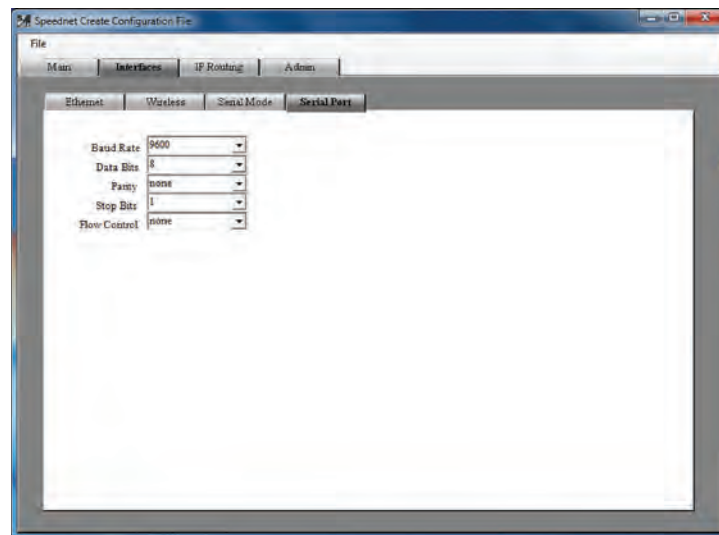 Speednet Create Configuration File
File
Main Interfaces IP Routing Admin
Ethernet Wireless Serial Mode Serial Port
Baud Rate 9600
Data Bits 8
Parity none
Stop Bits 1
Flow Control none